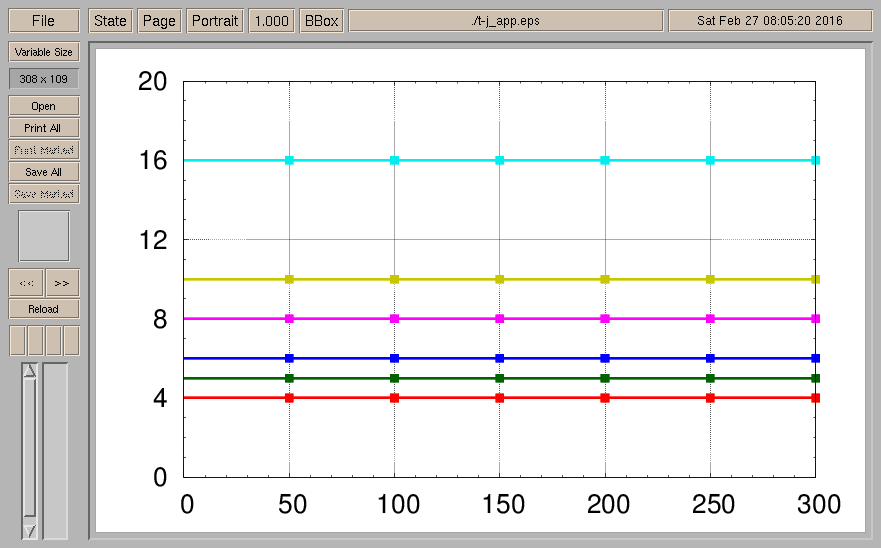 File State Page Portrait 1.000 BBox ./t-j_app.eps Sat Feb 27 08:05:20 2016
Variable Size
308 x 109
Open
Print All
Print Marked
Save All
Save Marked
<< >>
Reload
20
16
12
8
4
0
0 50 100 150 200 250 300